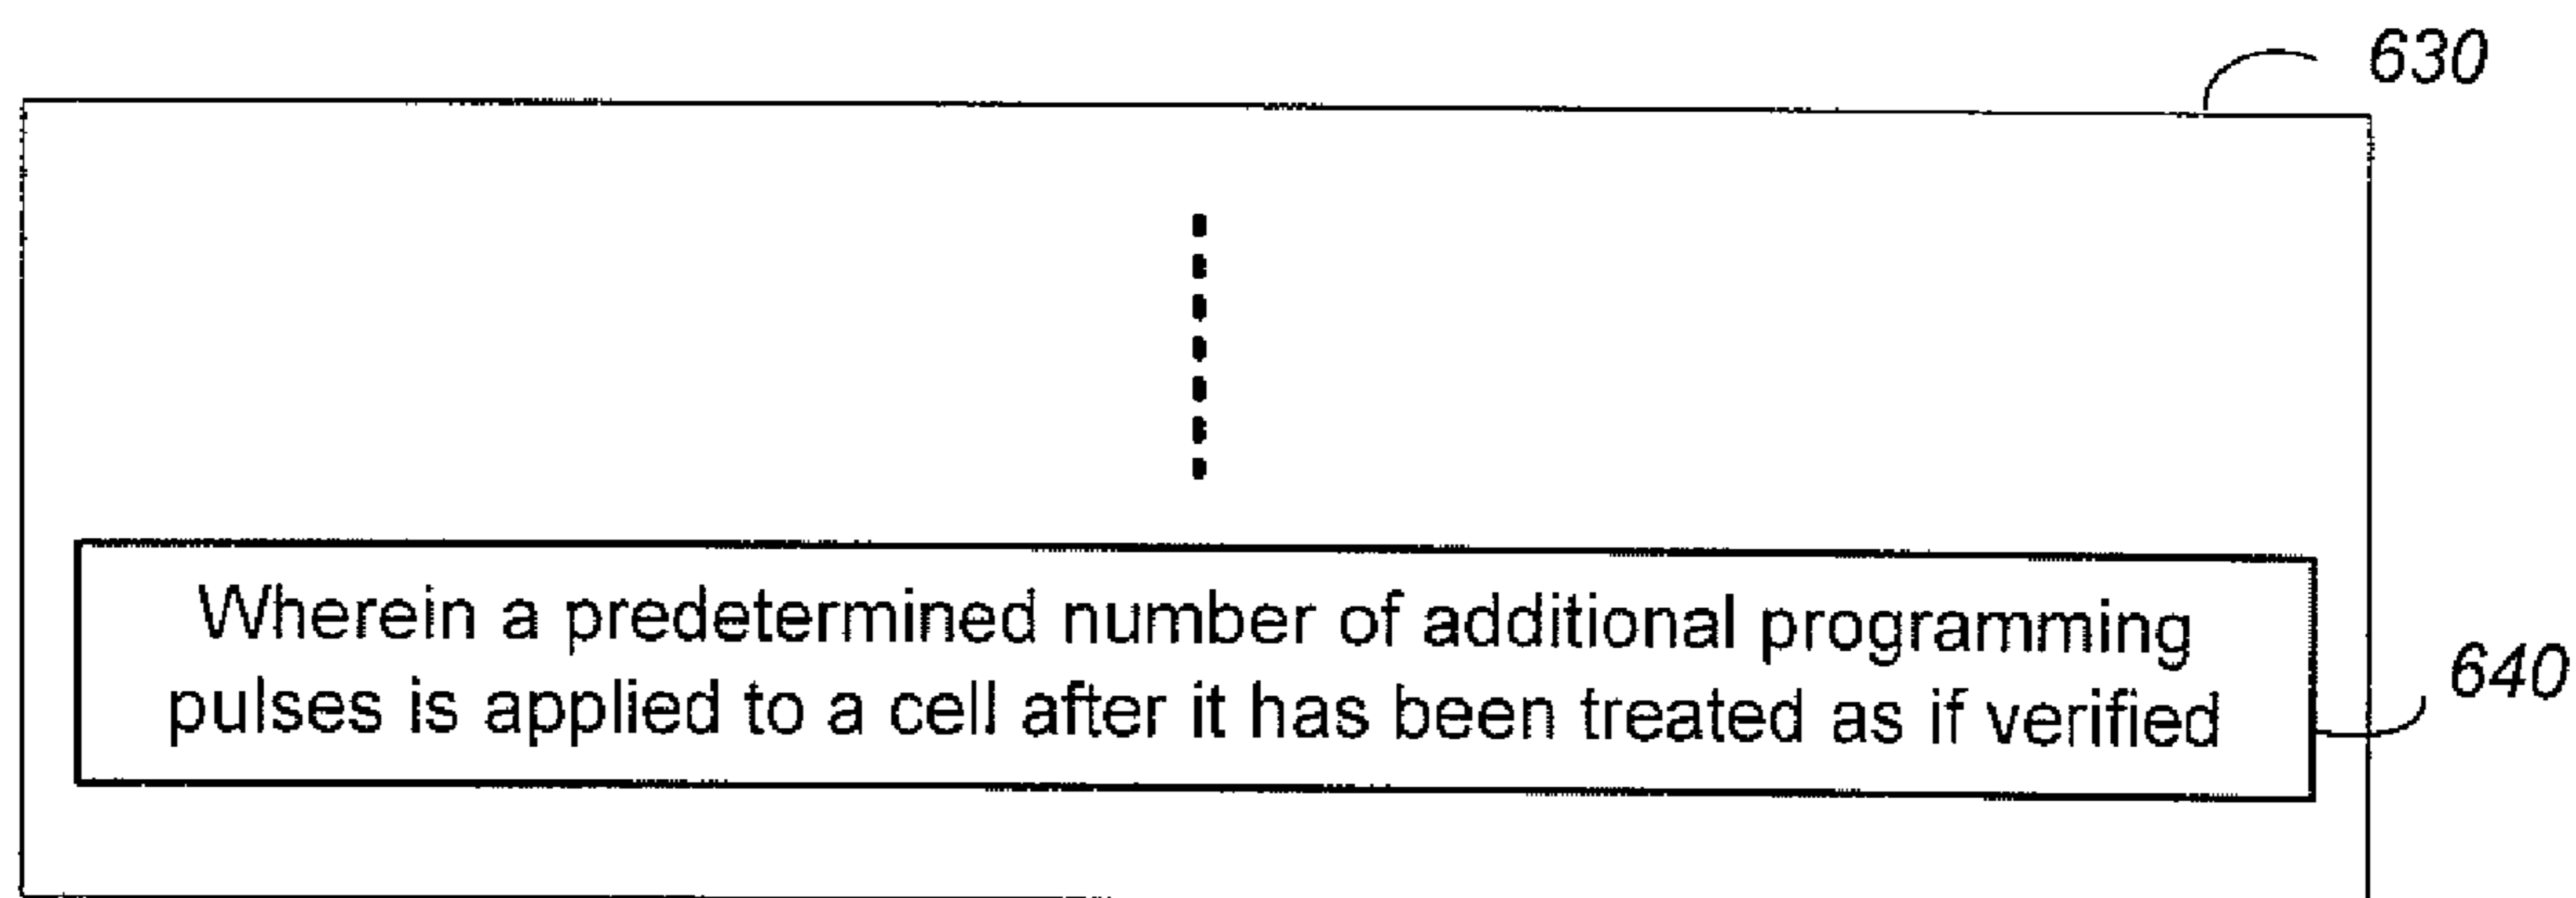 630
Wherein a predetermined number of additional programming
pulses is applied to a cell after it has been treated as if verified
640